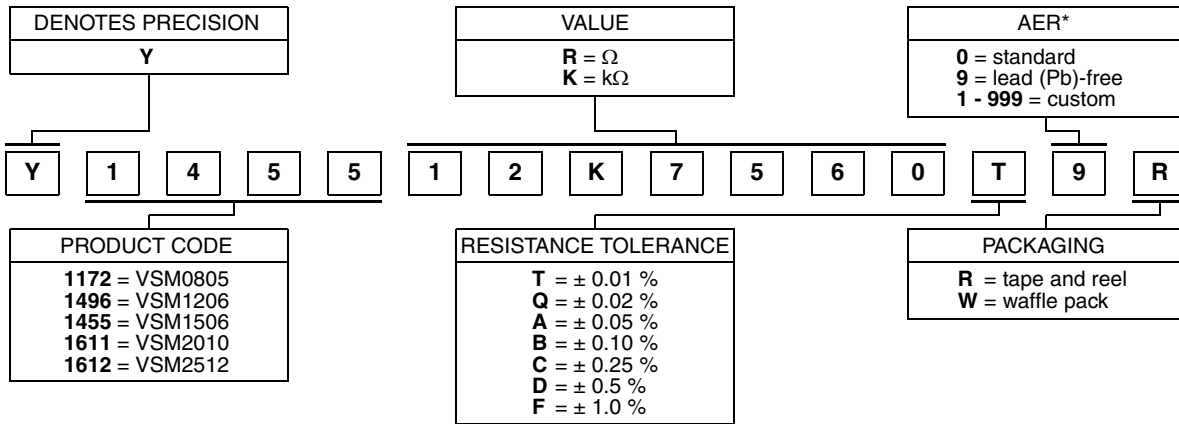 DENOTES PRECISION
Y
VALUE
R = Ω
K = kΩ
AER*
0 = standard
9 = lead (Pb)-free
1 - 999 = custom
Y 1 4 5 5 1 2 K 7 5 6 0 T 9 R
PRODUCT CODE
1172 = VSM0805
1496 = VSM1206
1455 = VSM1506
1611 = VSM2010
1612 = VSM2512
RESISTANCE TOLERANCE
T = ± 0.01 %
Q = ± 0.02 %
A = ± 0.05 %
B = ± 0.10 %
C = ± 0.25 %
D = ± 0.5 %
F = ± 1.0 %
PACKAGING
R = tape and reel
W = waffle pack